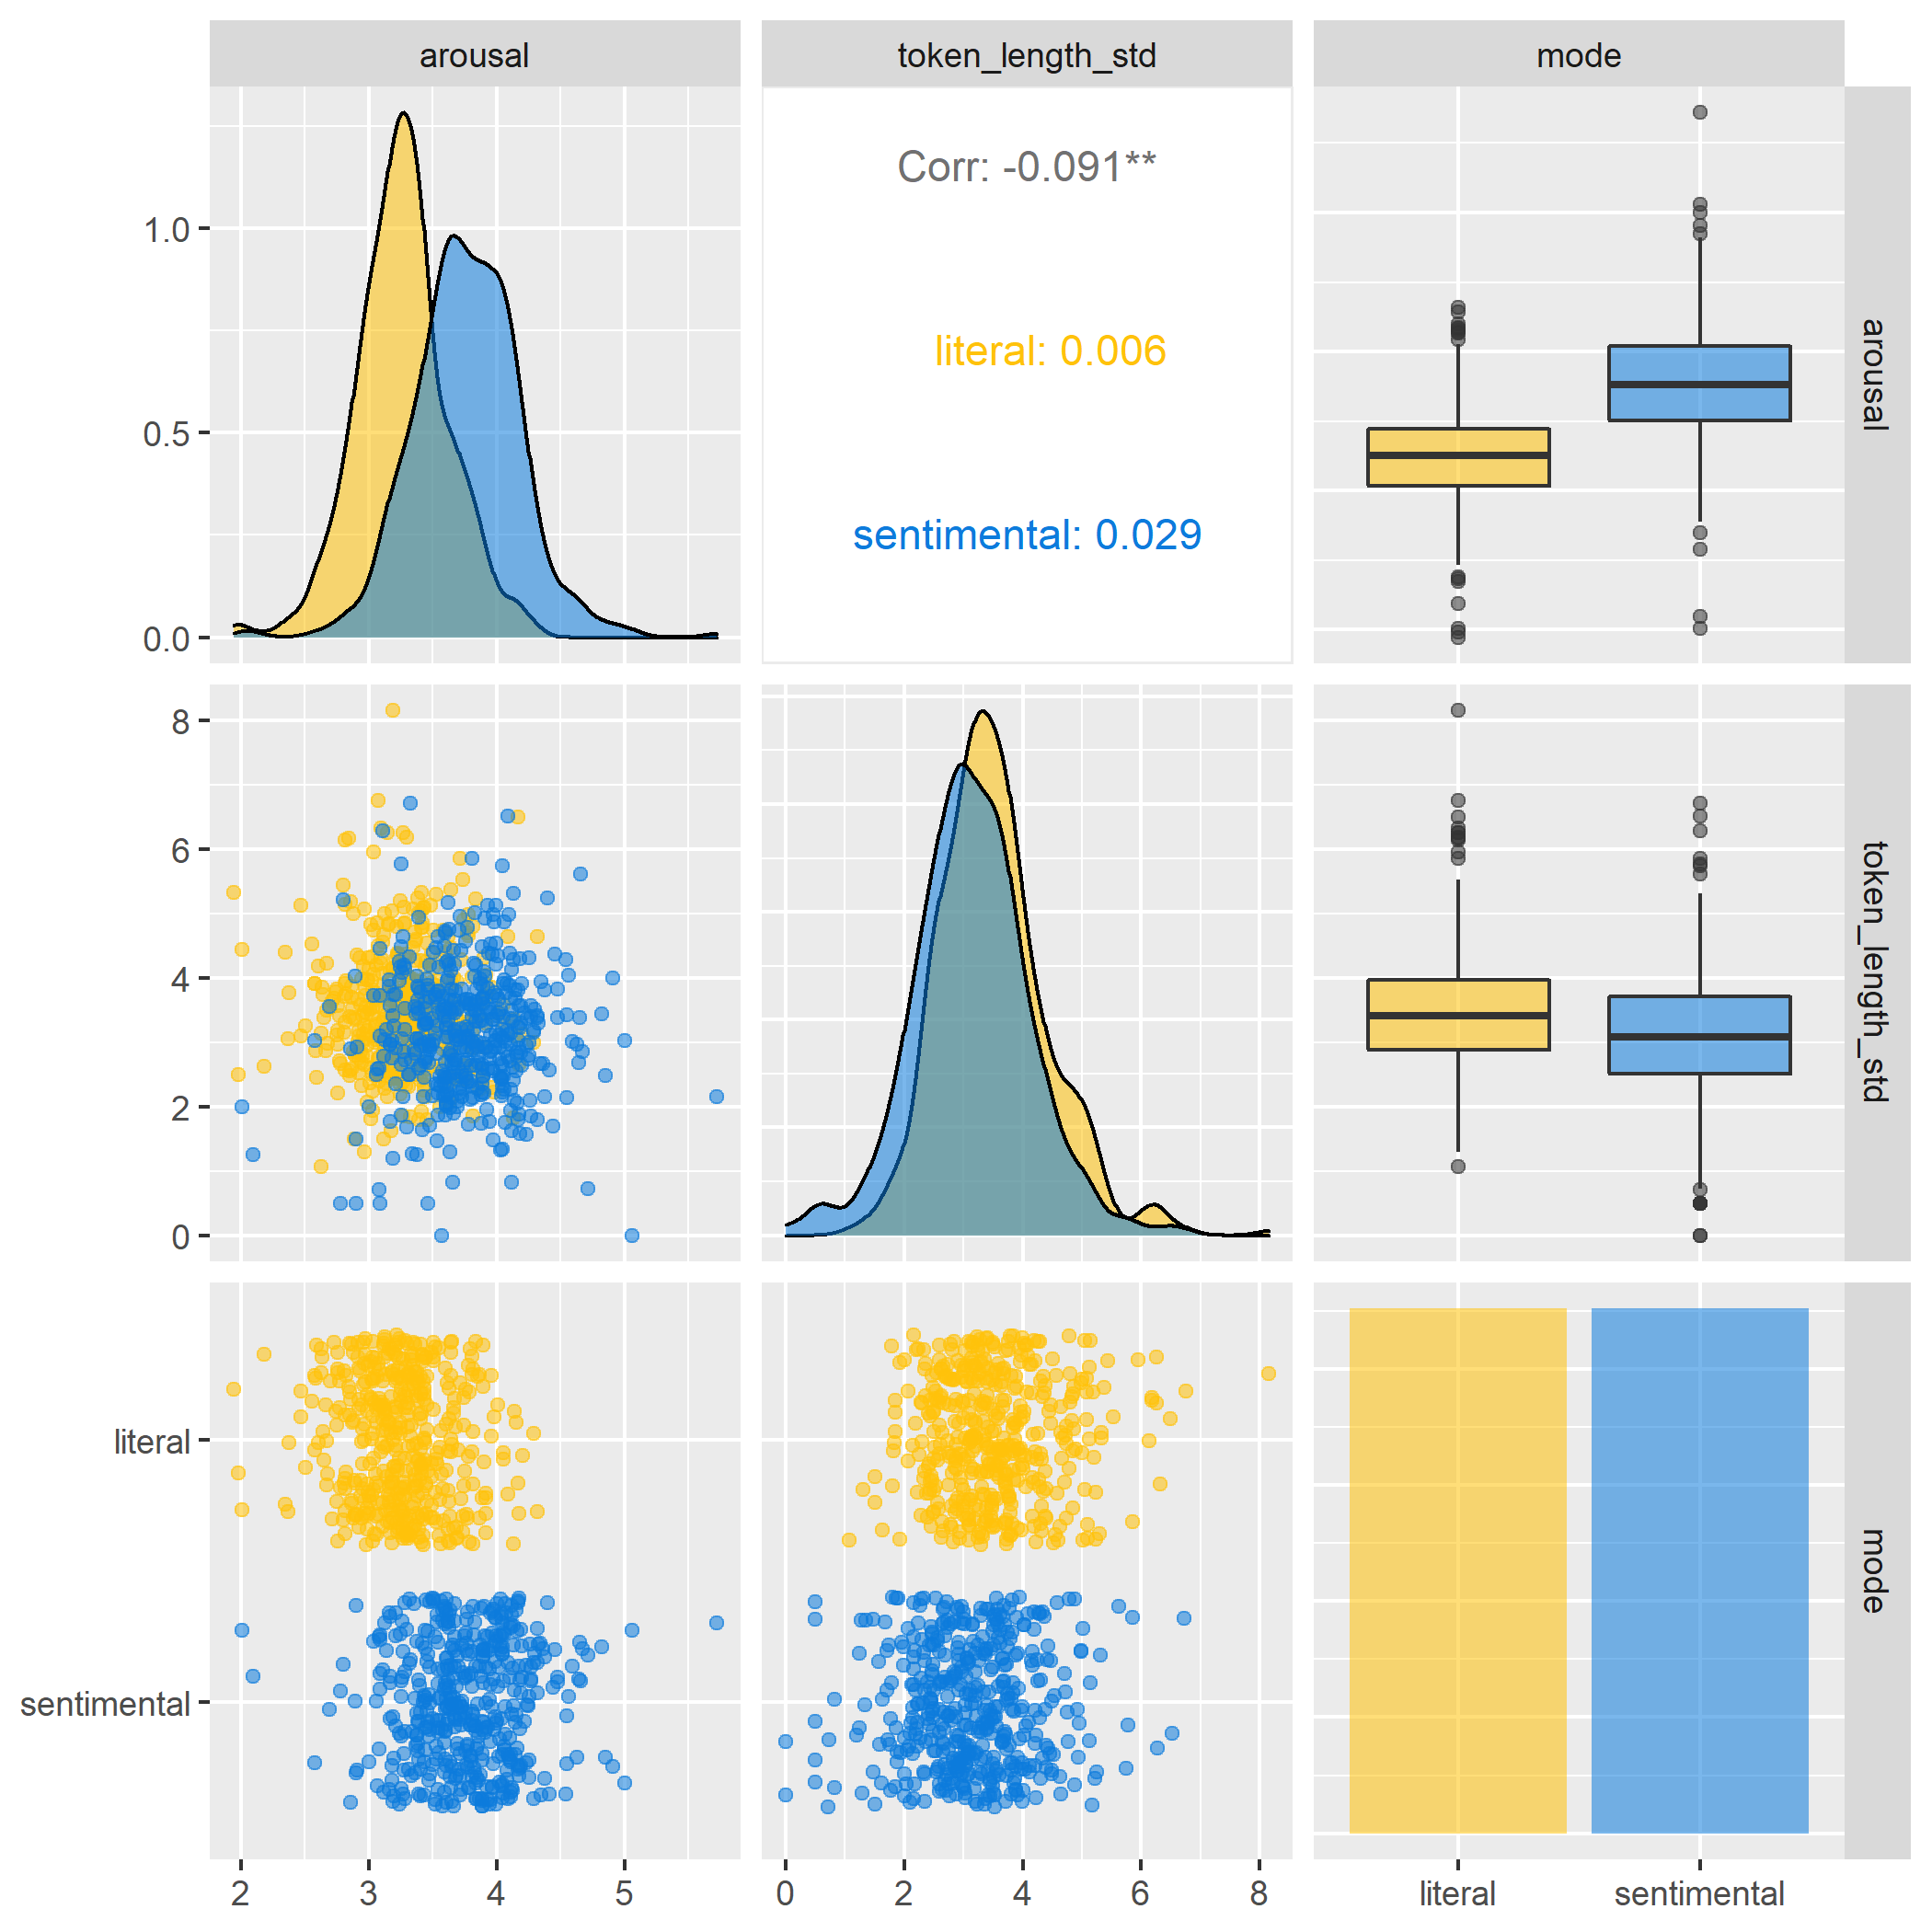 arousal token_length_std mode
Corr: -0.091**
literal: 0.006
sentimental: 0.029
1.0
0.5
0.0
arousal
8
6
4
2
0
token_length_std
literal
sentimental
mode
2 3 4 5 0 2 4 6 8 literal sentimental